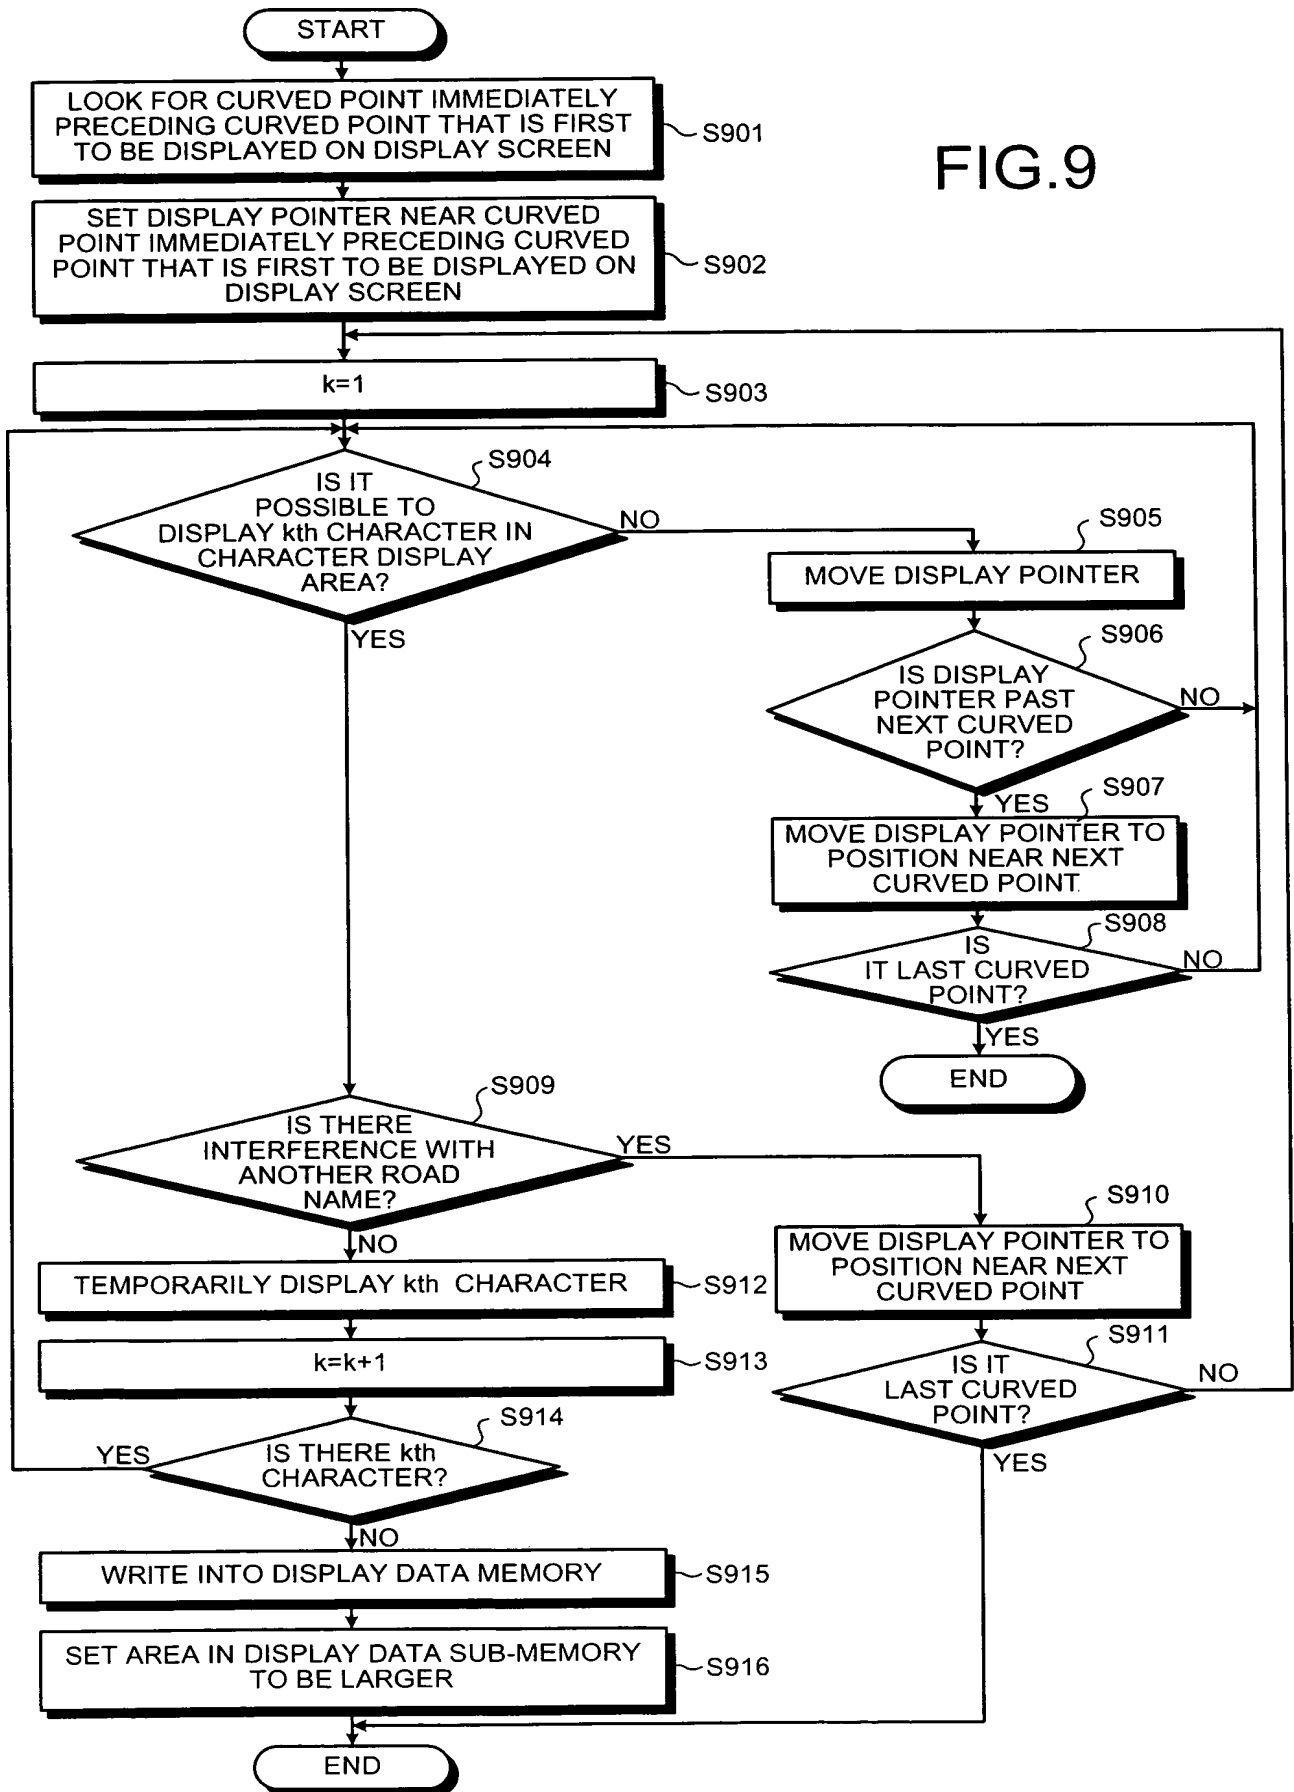 START
LOOK FOR CURVED POINT IMMEDIATELY
PRECEDING CURVED POINT THAT IS FIRST
TO BE DISPLAYED ON DISPLAY SCREEN
S901
FIG.9
SET DISPLAY POINTER NEAR CURVED
POINT IMMEDIATELY PRECEDING CURVED
POINT THAT IS FIRST TO BE DISPLAYED ON
DISPLAY SCREEN
S902
k=1
S903
S904
IS IT
POSSIBLE TO
DISPLAY kth CHARACTER IN
CHARACTER DISPLAY
AREA?
NO
YES
S905
MOVE DISPLAY POINTER
S906
IS DISPLAY
POINTER PAST
NEXT CURVED
POINT?
NO
YES
S907
MOVE DISPLAY POINTER TO
POSITION NEAR NEXT
CURVED POINT
S908
IS
IT LAST CURVED
POINT?
NO
YES
END
S909
IS THERE
INTERFERENCE WITH
ANOTHER ROAD
NAME?
YES
NO
S910
MOVE DISPLAY POINTER TO
POSITION NEAR NEXT
CURVED POINT
S911
IS IT
LAST CURVED
POINT?
NO
YES
TEMPORARILY DISPLAY kth CHARACTER
S912
k=k+1
S913
S914
IS THERE kth
CHARACTER?
YES
NO
WRITE INTO DISPLAY DATA MEMORY
S915
SET AREA IN DISPLAY DATA SUB-MEMORY
TO BE LARGER
S916
END